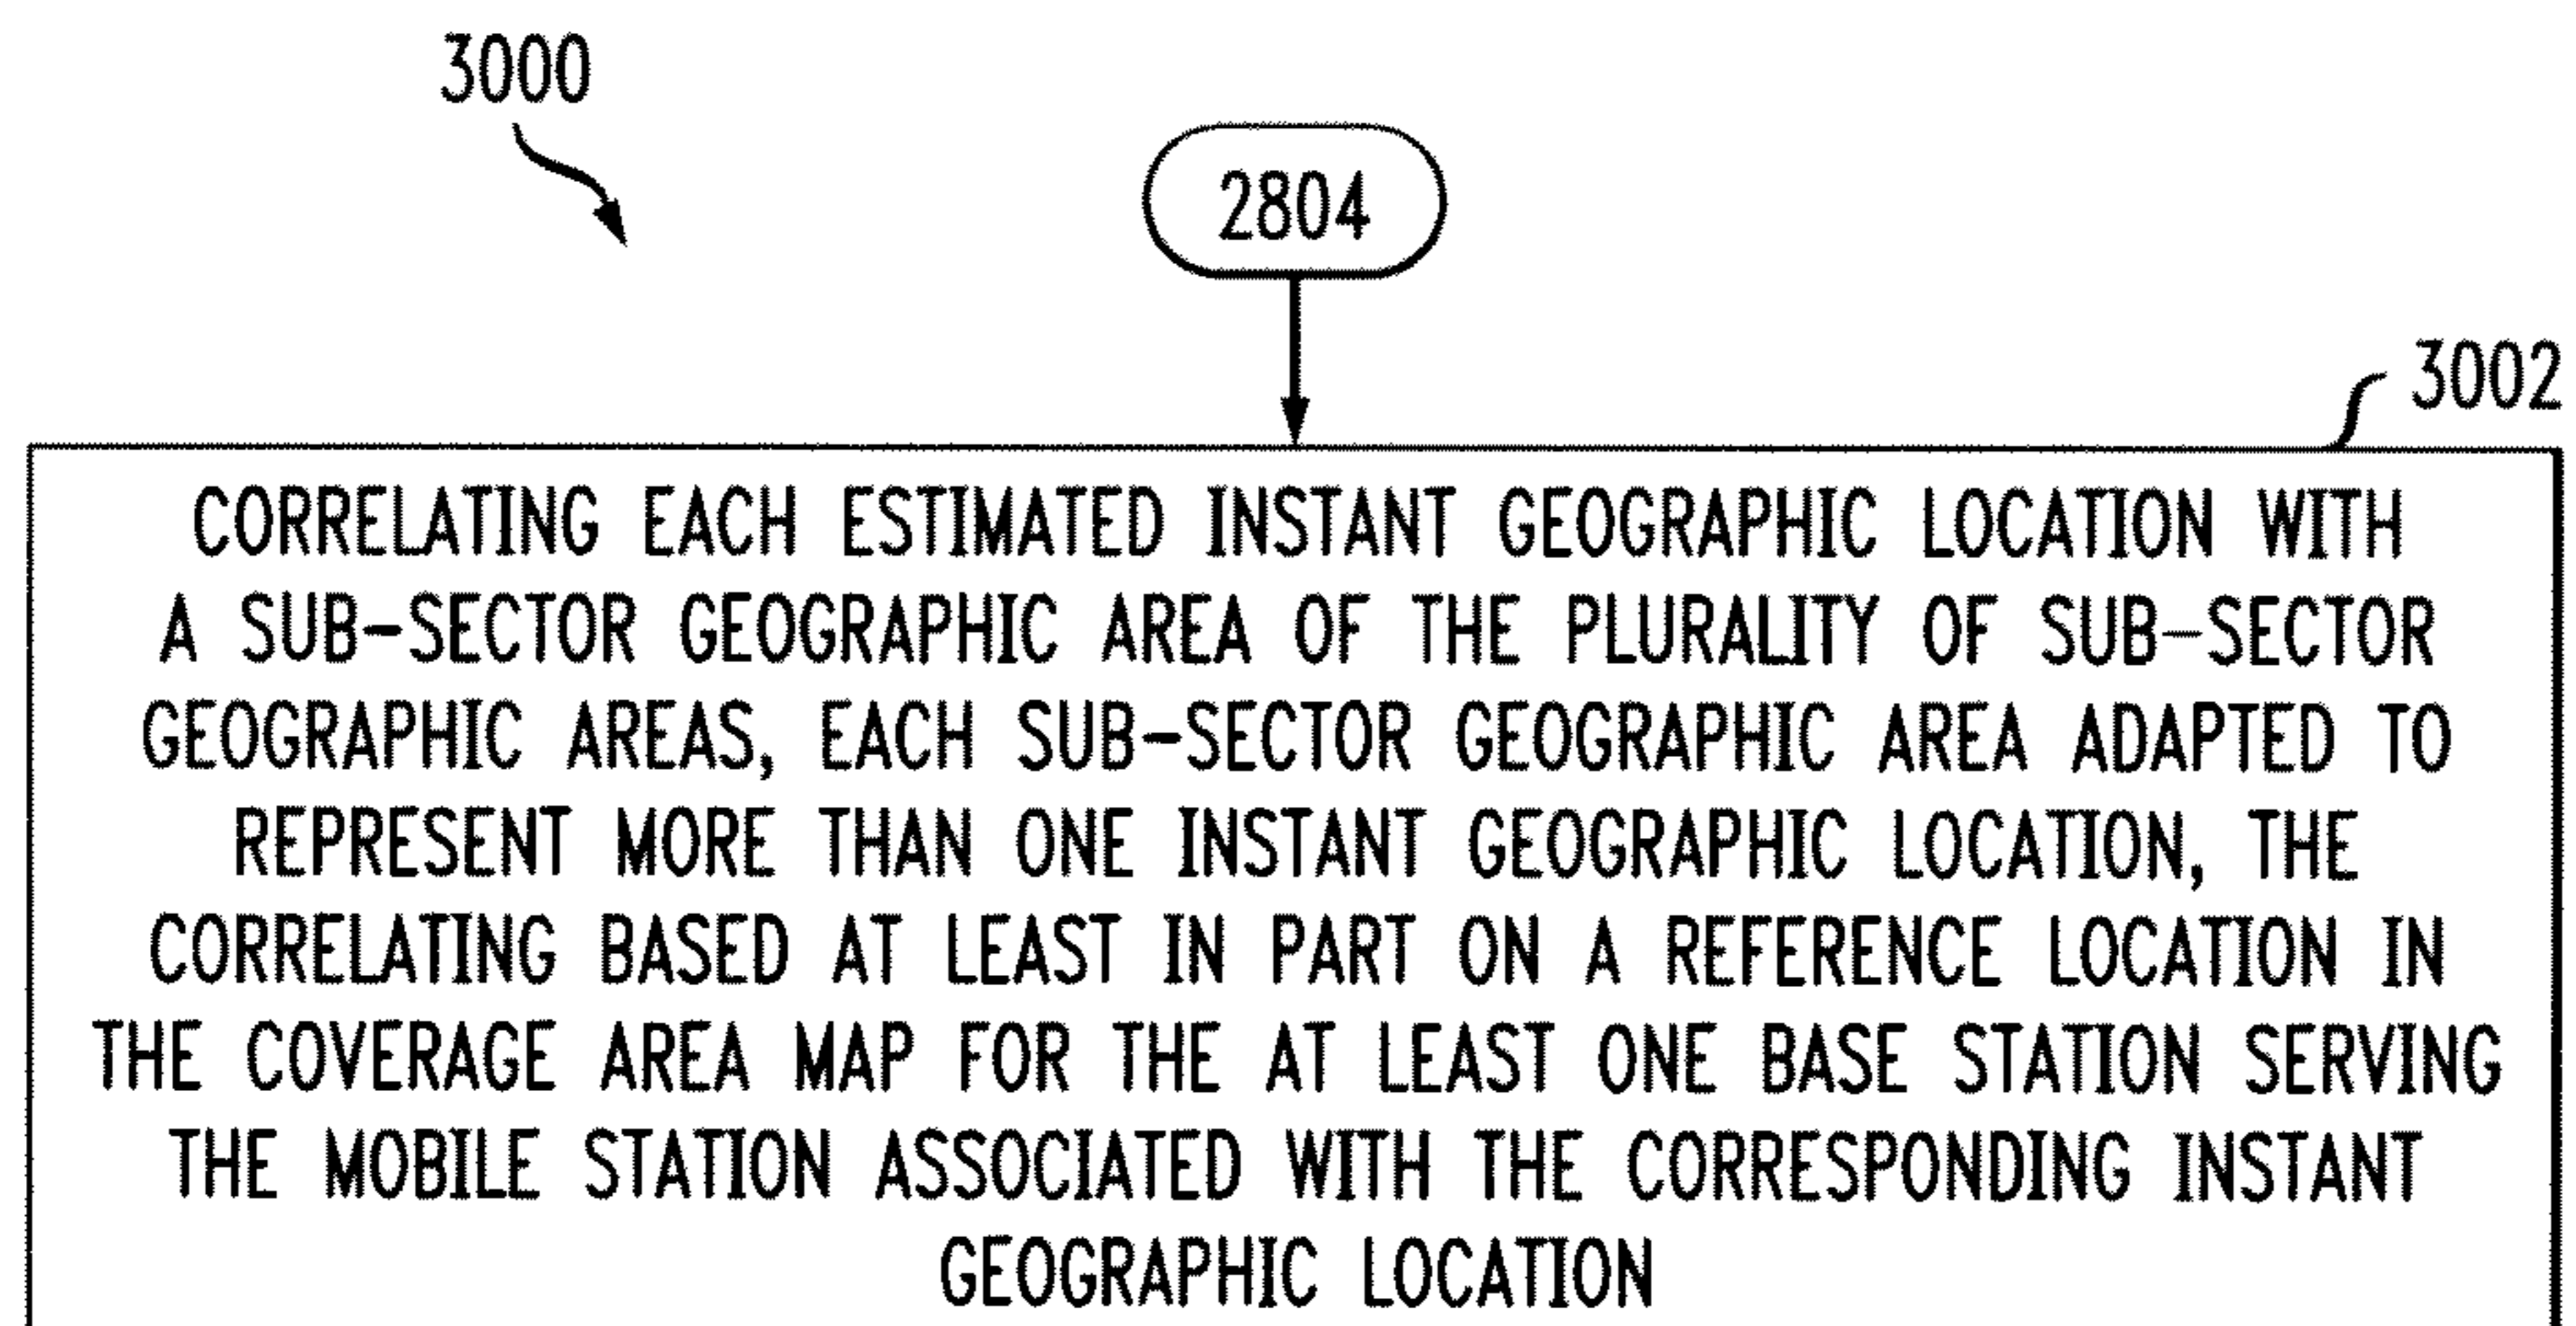 3000
2804
3002
CORRELATING EACH ESTIMATED INSTANT GEOGRAPHIC LOCATION WITH
A SUB-SECTOR GEOGRAPHIC AREA OF THE PLURALITY OF SUB-SECTOR
GEOGRAPHIC AREAS, EACH SUB-SECTOR GEOGRAPHIC AREA ADAPTED TO
REPRESENT MORE THAN ONE INSTANT GEOGRAPHIC LOCATION, THE
CORRELATING BASED AT LEAST IN PART ON A REFERENCE LOCATION IN
THE COVERAGE AREA MAP FOR THE AT LEAST ONE BASE STATION SERVING
THE MOBILE STATION ASSOCIATED WITH THE CORRESPONDING INSTANT
GEOGRAPHIC LOCATION